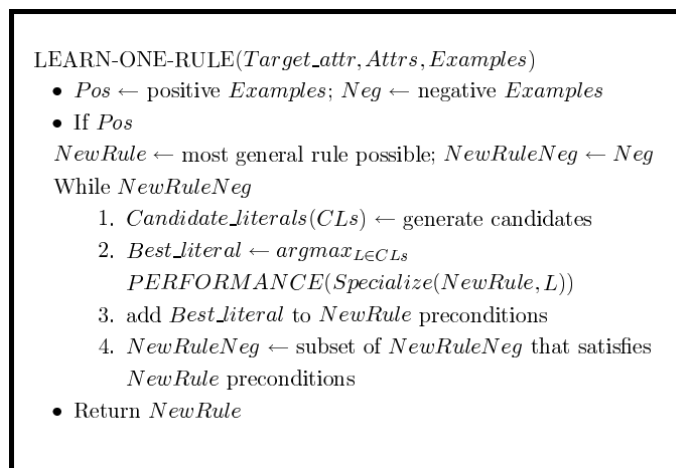 LEARN-ONE-RULE(Target_attr, Attrs, Examples)
• Pos ← positive Examples; Neg ← negative Examples
• If Pos
NewRule ← most general rule possible; NewRuleNeg ← Neg
While NewRuleNeg
1. Candidate_literals(CLs) ← generate candidates
2. Best_literal ← argmax_{L∈CLs}
PERFORMANCE(Specialize(NewRule, L))
3. add Best_literal to NewRule preconditions
4. NewRuleNeg ← subset of NewRuleNeg that satisfies
NewRule preconditions
• Return NewRule